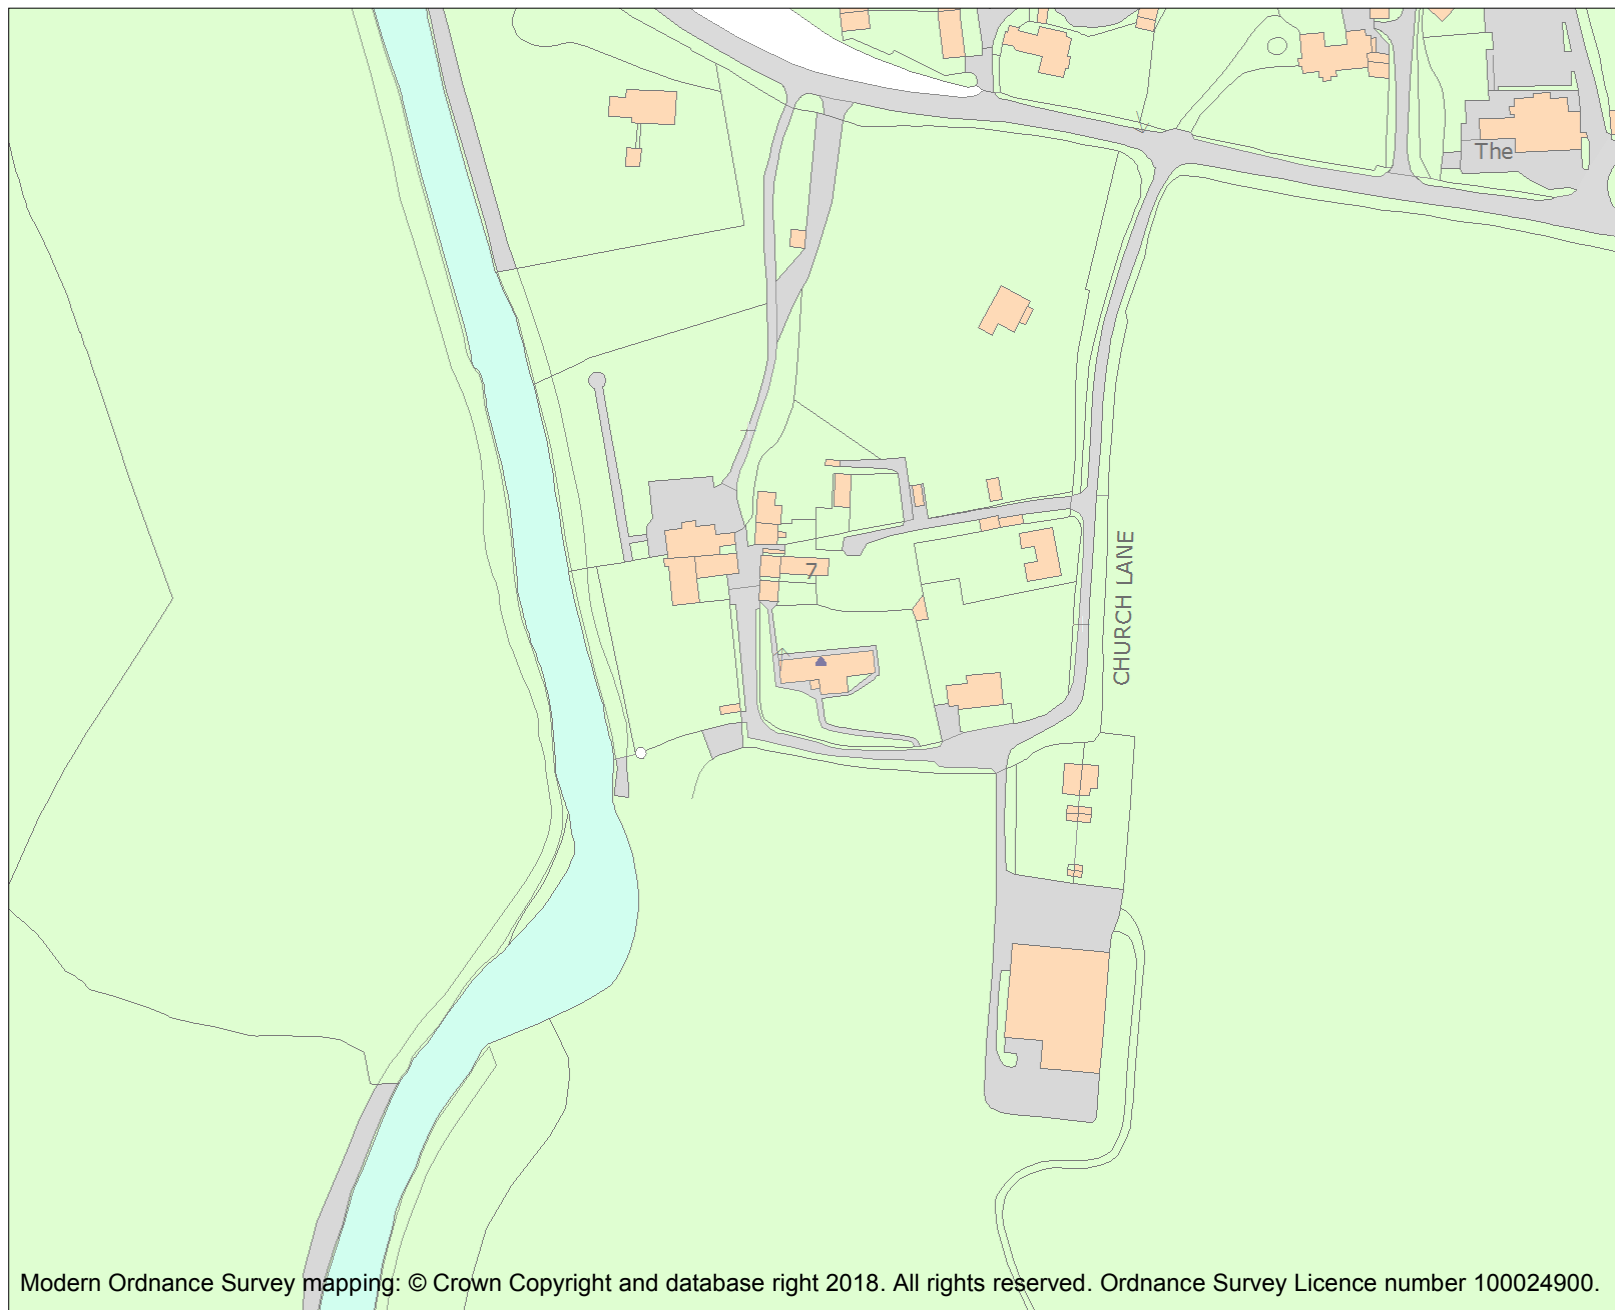 The
7
CHURCH LANE
Modern Ordnance Survey mapping: © Crown Copyright and database right 2018. All rights reserved. Ordnance Survey Licence number 100024900.